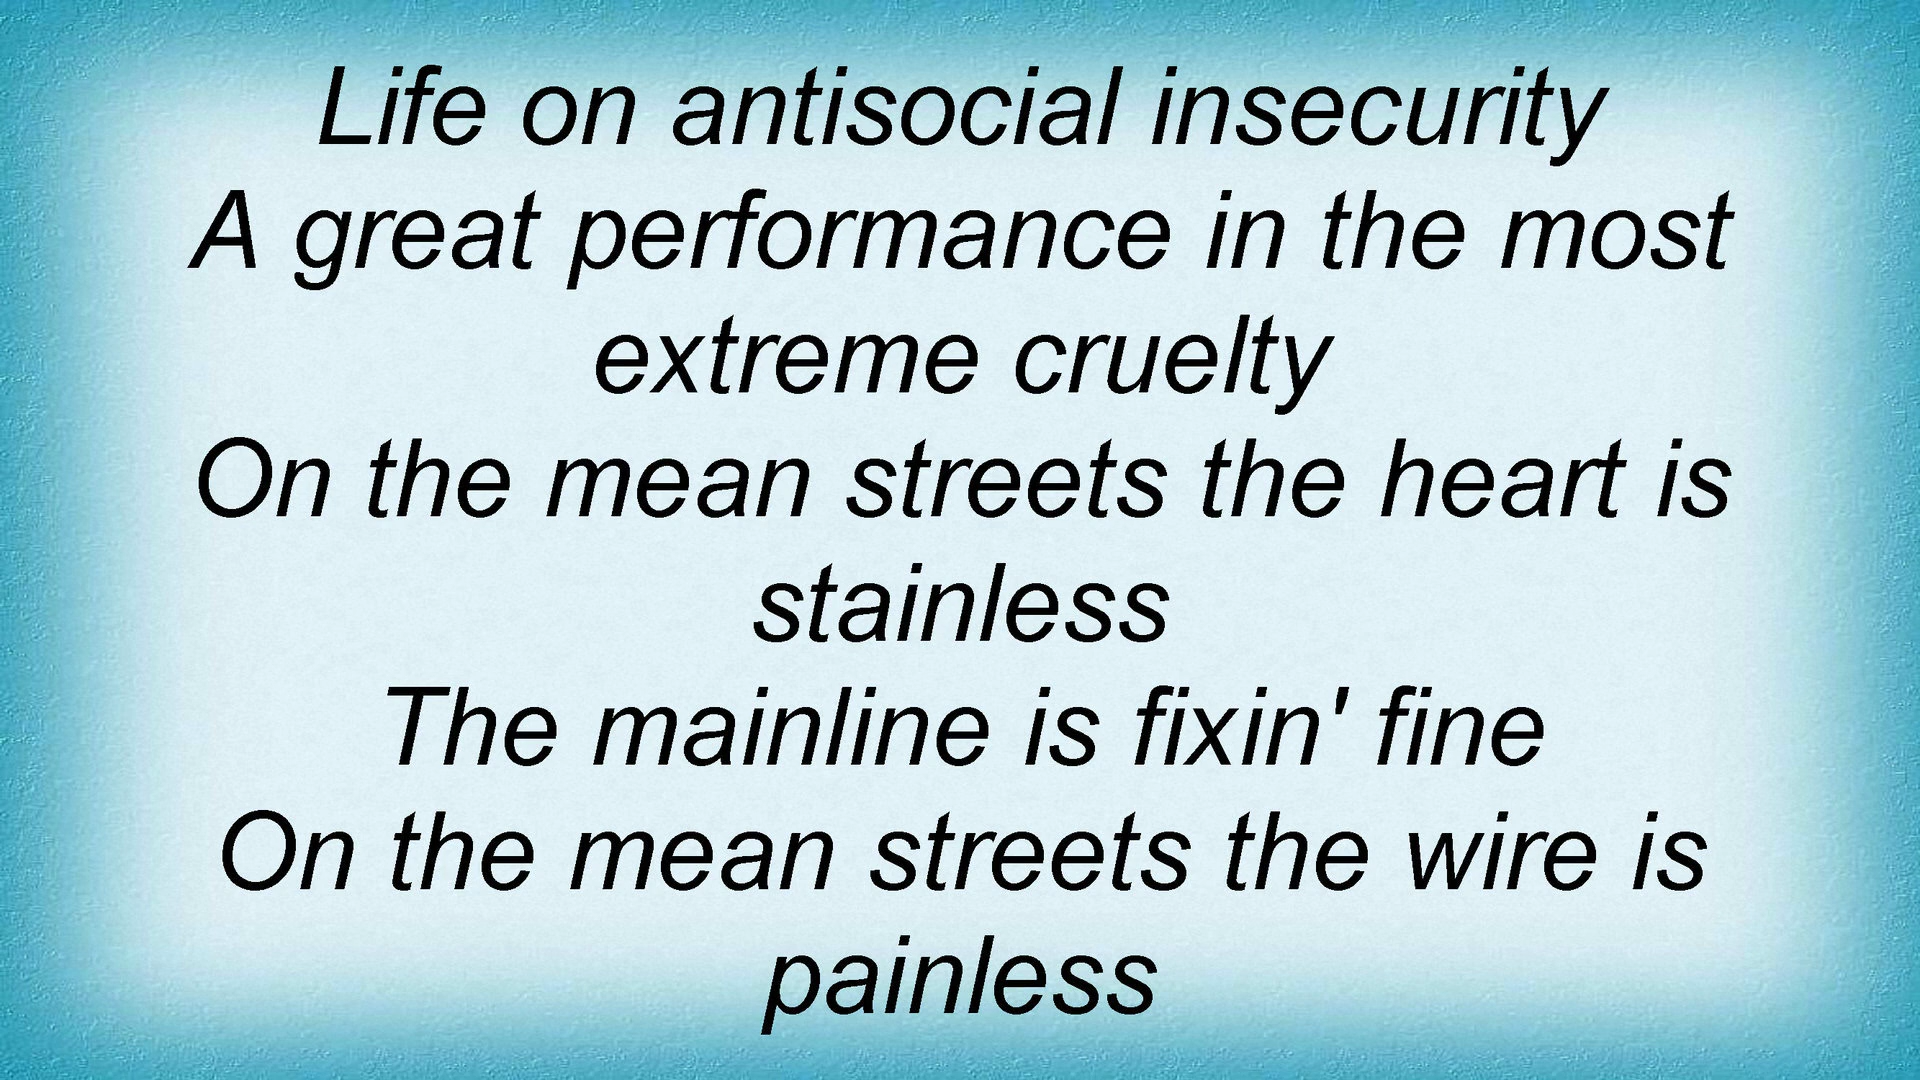 Life on antisocial insecurity
A great performance in the most
extreme cruelty
On the mean streets the heart is
stainless
The mainline is fixin' fine
On the mean streets the wire is
painless